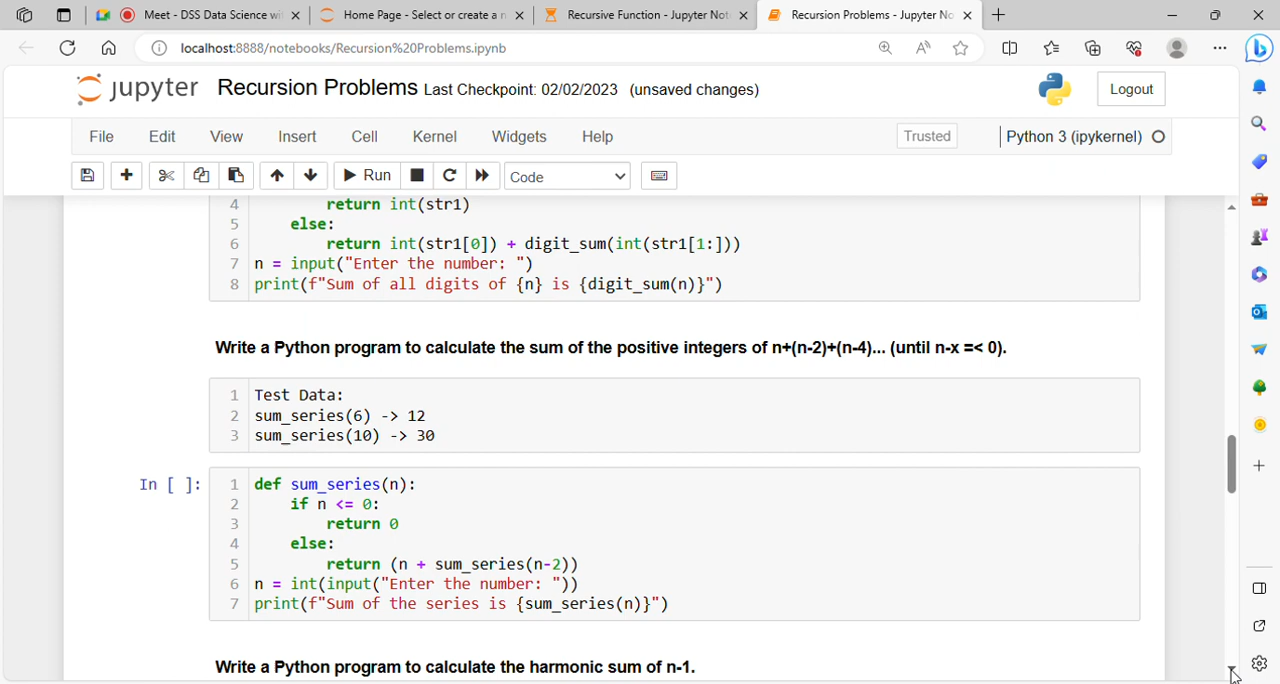 Meet - DSS Data Science wi
Home Page - Select or create a n
Recursive Function - Jupyter Not
Recursion Problems - Jupyter No
localhost:8888/notebooks/Recursion%20Problems.ipynb
jupyter Recursion Problems Last Checkpoint: 02/02/2023 (unsaved changes)
Logout
File Edit View Insert Cell Kernel Widgets Help
Trusted
Python 3 (ipykernel)
Run
Code
4 return int(str1)
5 else:
6 return int(str1[0]) + digit_sum(int(str1[1:]))
7 n = input("Enter the number: ")
8 print(f"Sum of all digits of {n} is {digit_sum(n)}")
Write a Python program to calculate the sum of the positive integers of n+(n-2)+(n-4)... (until n-x =< 0).
1 Test Data:
2 sum_series(6) -> 12
3 sum_series(10) -> 30
In [ ]:
1 def sum_series(n):
2 if n <= 0:
3 return 0
4 else:
5 return (n + sum_series(n-2))
6 n = int(input("Enter the number: "))
7 print(f"Sum of the series is {sum_series(n)}")
Write a Python program to calculate the harmonic sum of n-1.